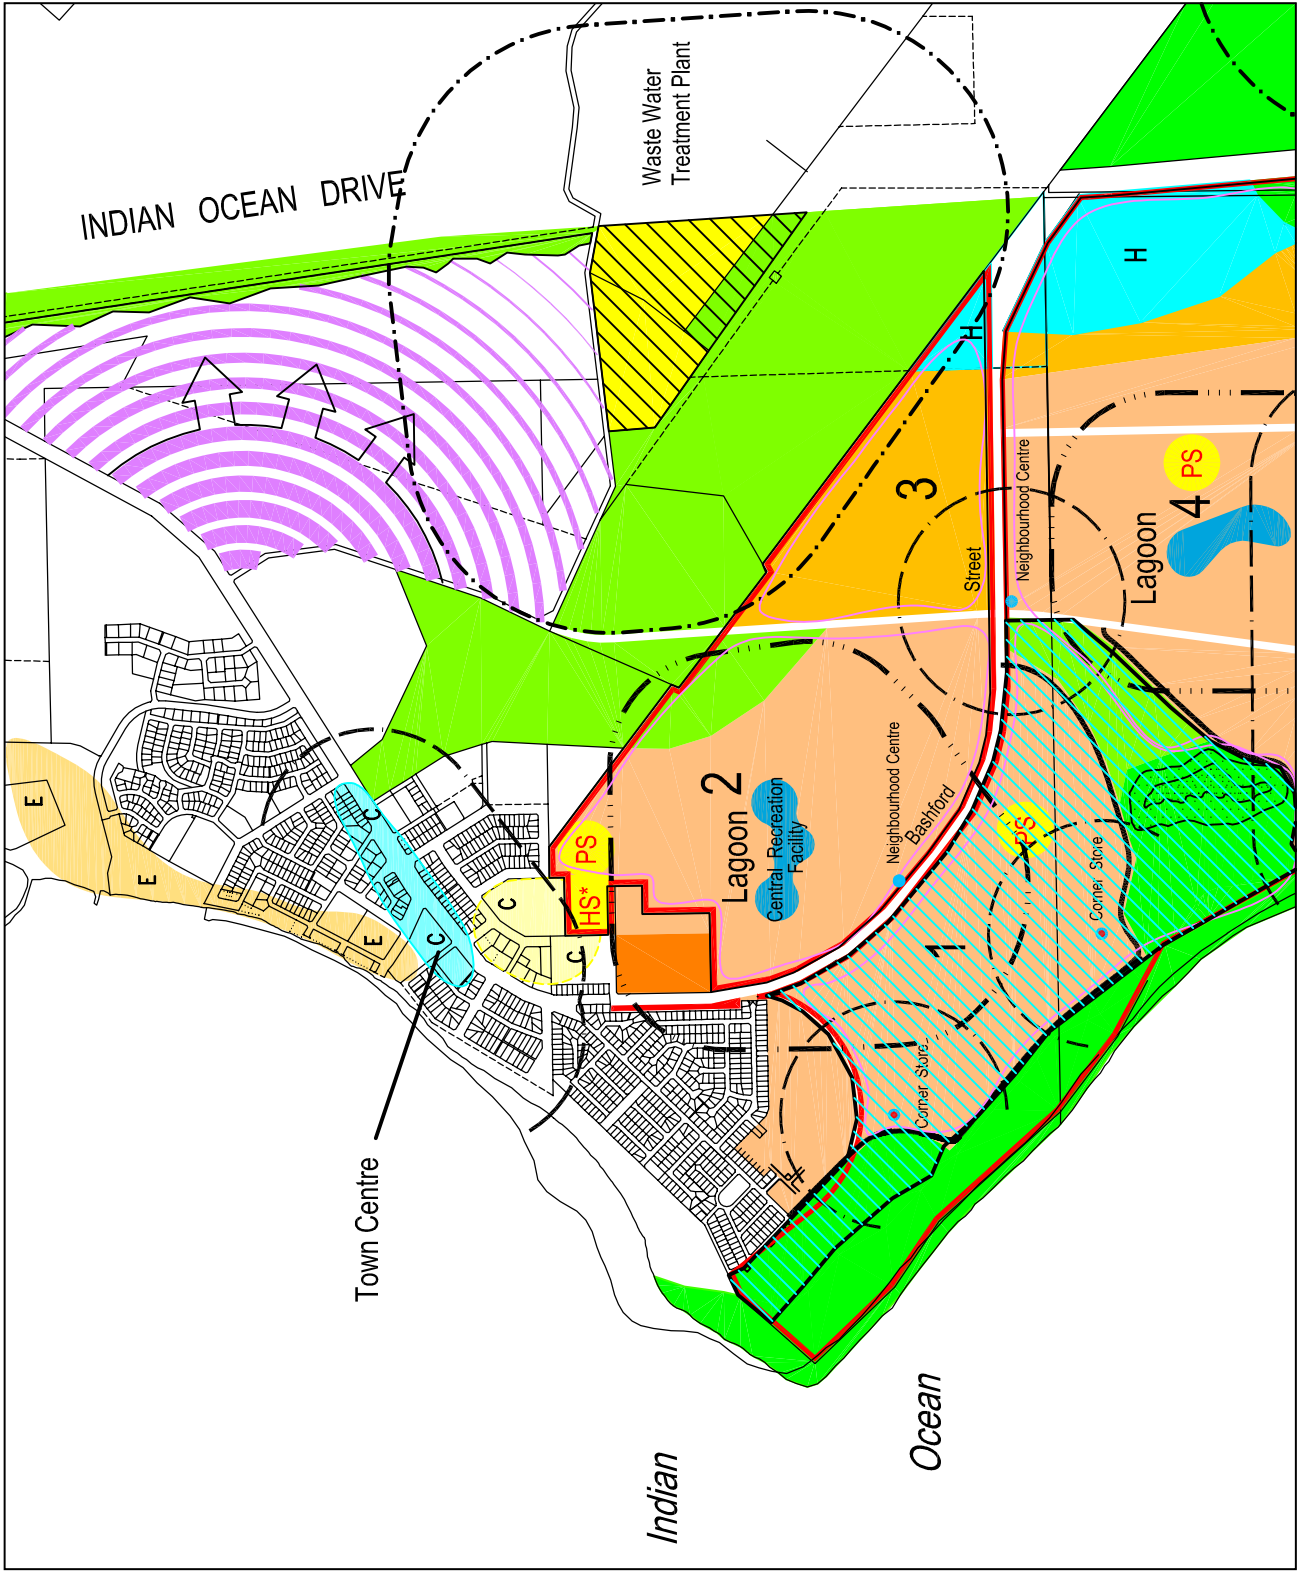 INDIAN OCEAN DRIVE
Waste Water
Treatment Plant
H
H
3
PS
4
Lagoon
Neighbourhood Centre
Street
E
E
E
C
C
C
C
Town Centre
PS
HS*
Lagoon 2
Central Recreation
Facility
Neighbourhood Centre
Bashford
PS
Corner Store
1
Corner Store
Indian
Ocean